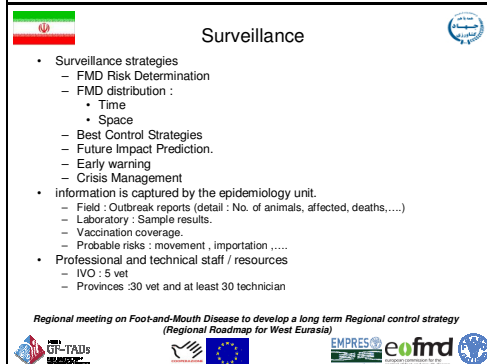 Surveillance
• Surveillance strategies
– FMD Risk Determination
– FMD distribution :
• Time
• Space
– Best Control Strategies
– Future Impact Prediction.
– Early warning
– Crisis Management
• information is captured by the epidemiology unit.
– Field : Outbreak reports (detail : No. of animals, affected, deaths,….)
– Laboratory : Sample results.
– Vaccination coverage.
– Probable risks : movement , importation ,….
• Professional and technical staff / resources
– IVO : 5 vet
– Provinces :30 vet and at least 30 technician
Regional meeting on Foot-and-Mouth Disease to develop a long term Regional control strategy
(Regional Roadmap for West Eurasia)
GF-TADs
EMPRES
eofmd